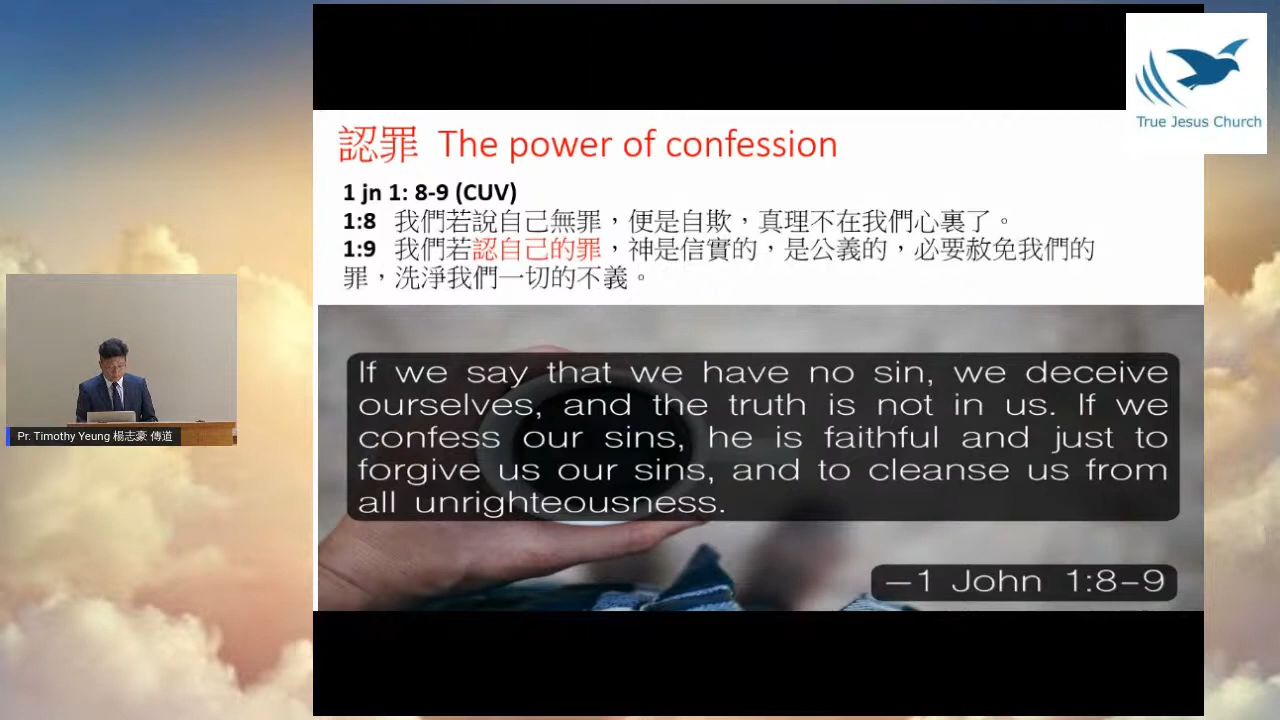 True Jesus Church
認罪 The power of confession
1 jn 1: 8-9 (CUV)
1:8 我們若說自己無罪，便是自欺，真理不在我們心裏了。
1:9 我們若認自己的罪，神是信實的，是公義的，必要赦免我們的
罪，洗淨我們一切的不義。
If we say that we have no sin, we deceive
ourselves, and the truth is not in us. If we
confess our sins, he is faithful and just to
forgive us our sins, and to cleanse us from
all unrighteousness.
—1 John 1:8–9
Pr. Timothy Yeung 楊志豪 傳道